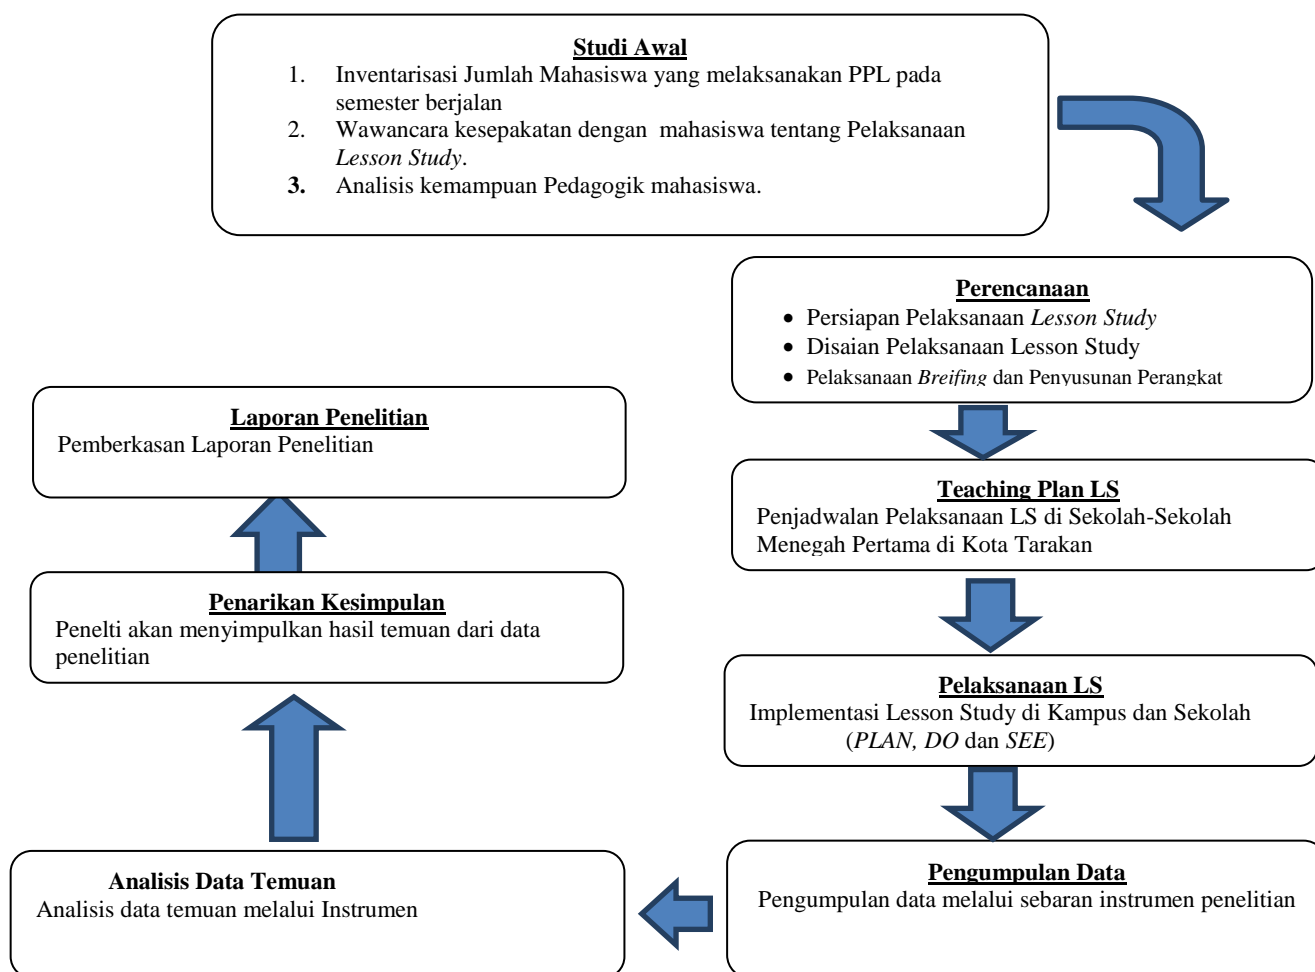 Studi Awal
1. Inventarisasi Jumlah Mahasiswa yang melaksanakan PPL pada
semester berjalan
2. Wawancara kesepakatan dengan mahasiswa tentang Pelaksanaan
Lesson Study.
3. Analisis kemampuan Pedagogik mahasiswa.
Perencanaan
• Persiapan Pelaksanaan Lesson Study
• Disaian Pelaksanaan Lesson Study
• Pelaksanaan Breifing dan Penyusunan Perangkat
Teaching Plan LS
Penjadwalan Pelaksanaan LS di Sekolah-Sekolah
Menegah Pertama di Kota Tarakan
Pelaksanaan LS
Implementasi Lesson Study di Kampus dan Sekolah
(PLAN, DO dan SEE)
Pengumpulan Data
Pengumpulan data melalui sebaran instrumen penelitian
Analisis Data Temuan
Analisis data temuan melalui Instrumen
Penarikan Kesimpulan
Penelti akan menyimpulkan hasil temuan dari data
penelitian
Laporan Penelitian
Pemberkasan Laporan Penelitian